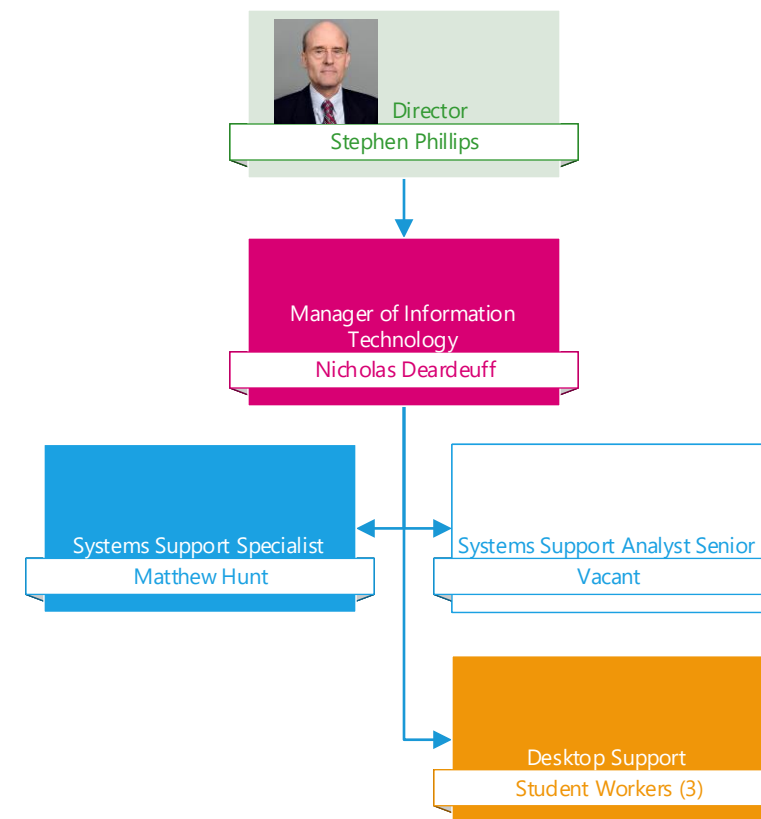 Director
Stephen Phillips
Manager of Information
Technology
Nicholas Deardeuff
Systems Support Specialist
Matthew Hunt
Systems Support Analyst Senior
Vacant
Desktop Support
Student Workers (3)